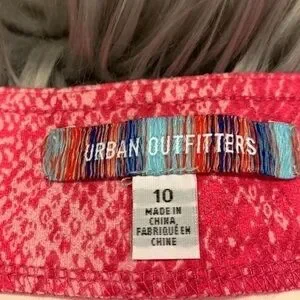 URBAN OUTFITTERS
10
MADE IN
CHINA
FABRIQUÉ EN
CHINE